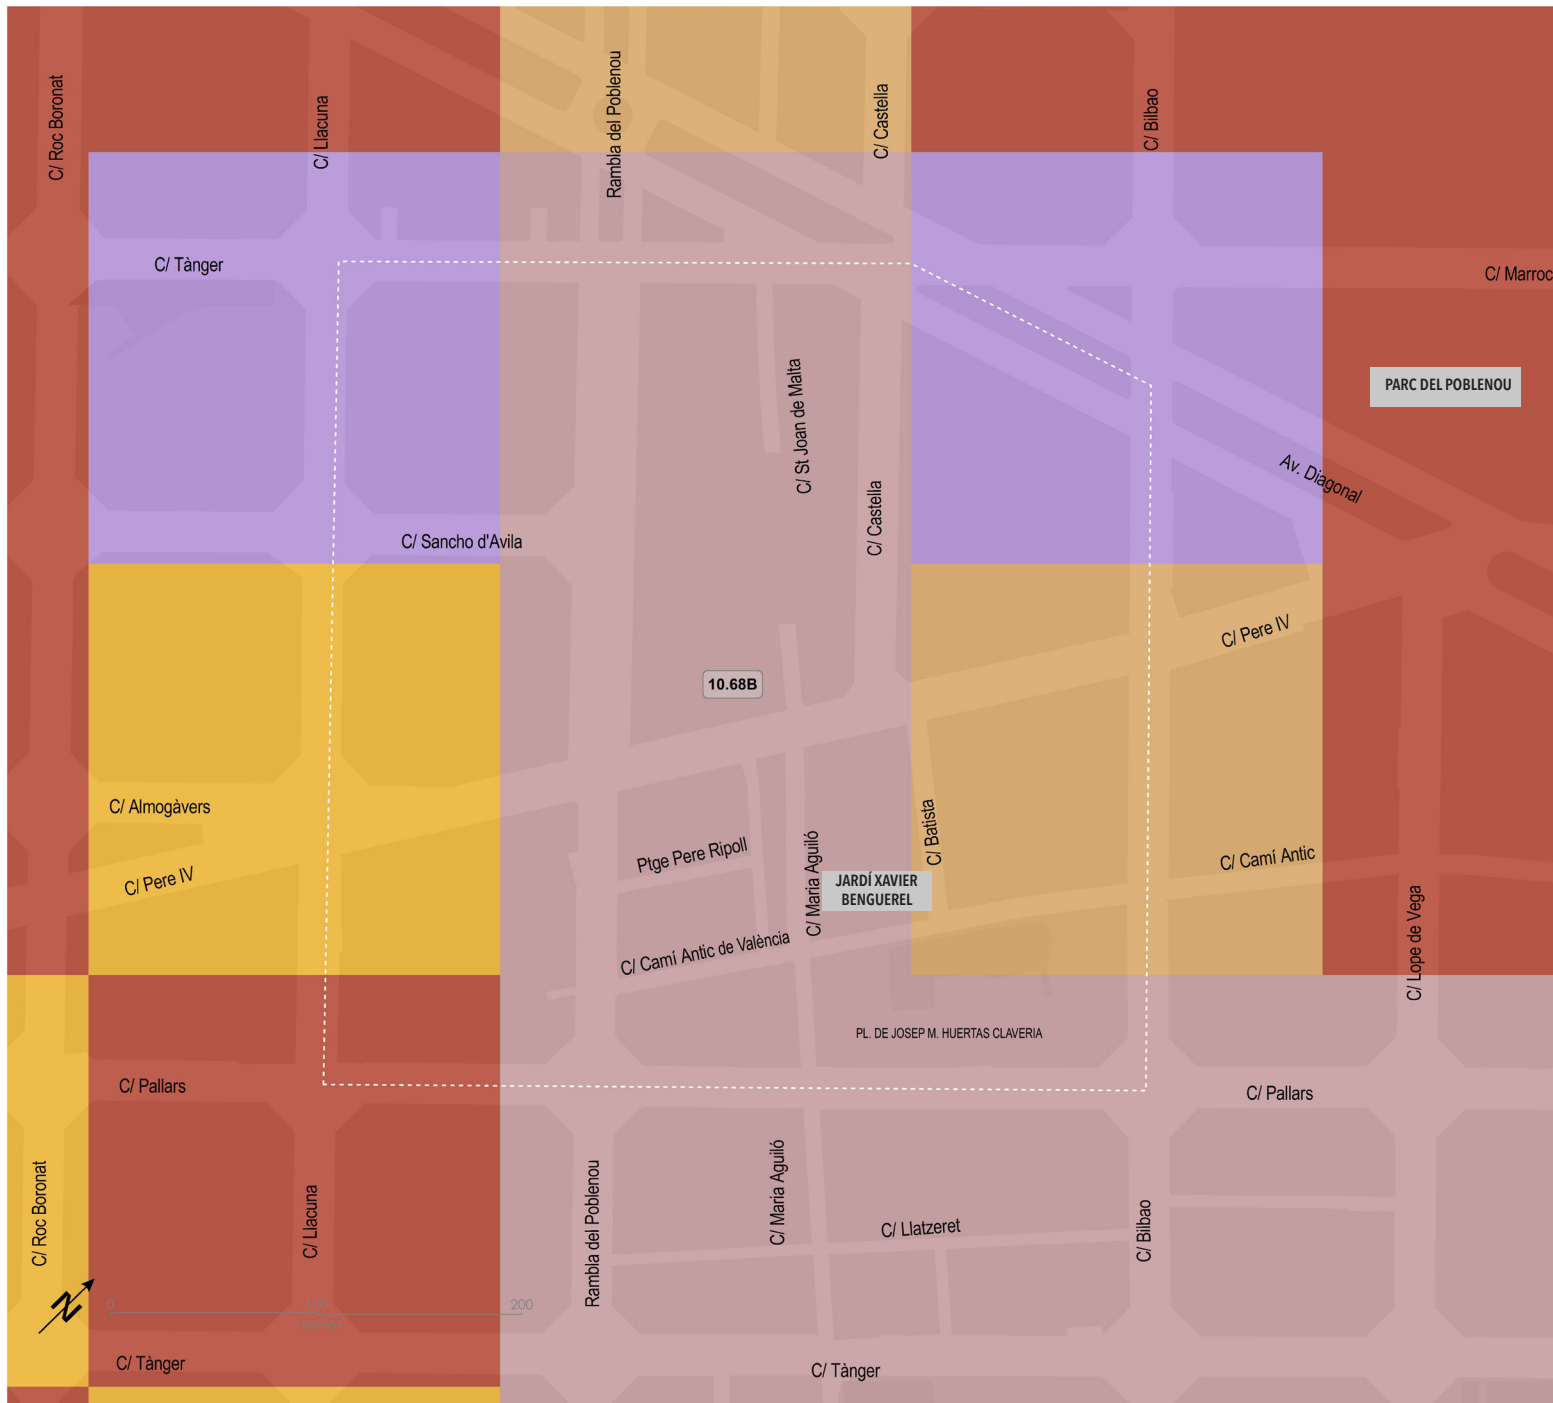 C/ Roc Boronat
C/ Llacuna
Rambla del Poblenou
C/ Castella
C/ Bilbao
C/ Tànger
C/ Marroc
C/ St Joan de Malta
PARC DEL POBLENOU
Av. Diagonal
C/ Castella
C/ Sancho d'Avila
C/ Pere IV
10.68B
C/ Almogàvers
C/ Batista
Ptge Pere Ripoll
C/ Maria Aguiló
C/ Camí Antic
C/ Pere IV
JARDÍ XAVIER
BENGUEREL
C/ Lope de Vega
C/ Camí Antic de València
PL. DE JOSEP M. HUERTAS CLAVERIA
C/ Pallars
C/ Pallars
C/ Roc Boronat
C/ Llacuna
Rambla del Poblenou
C/ Maria Aguiló
C/ Llatzeret
C/ Bilbao
N
0 100 200
C/ Tànger
C/ Tànger